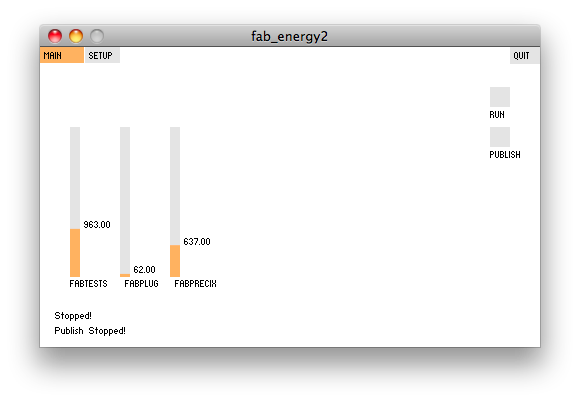 fab_energy2
MAIN SETUP QUIT
RUN
PUBLISH
963.00
637.00
62.00
FABTESTS FABPLUG FABPRECIX
Stopped!
Publish Stopped!